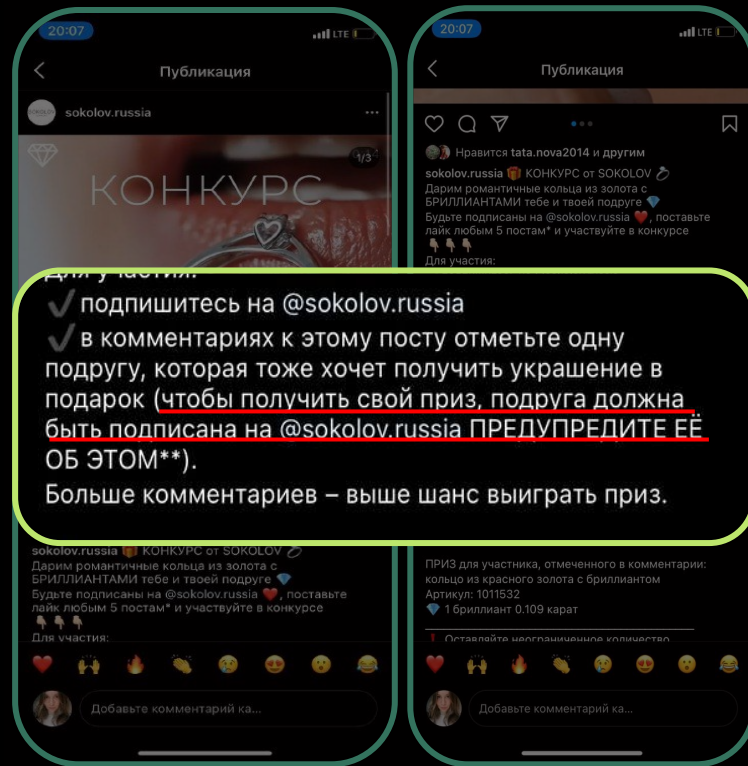 20:07
LTE
Публикация
sokolov.russia
1/3
КОНКУРС
20:07
LTE
Публикация
Нравится tata.nova2014 и другим
sokolov.russia 🎁 КОНКУРС от SOKOLOV 💍
Дарим романтичные кольца из золота с
БРИЛЛИАНТАМИ тебе и твоей подруге 💎
Будьте подписаны на @sokolov.russia ❤️, поставьте
лайк любым 5 постам* и участвуйте в конкурсе
👇🏻👇🏻👇🏻
Для участия:
Для участия:
✔️подпишитесь на @sokolov.russia
✔️в комментариях к этому посту отметьте одну
подругу, которая тоже хочет получить украшение в
подарок (чтобы получить свой приз, подруга должна
быть подписана на @sokolov.russia ПРЕДУПРЕДИТЕ ЕЁ
ОБ ЭТОМ**).
Больше комментариев – выше шанс выиграть приз.
sokolov.russia 🎁 КОНКУРС от SOKOLOV 💍
Дарим романтичные кольца из золота с
БРИЛЛИАНТАМИ тебе и твоей подруге 💎
Будьте подписаны на @sokolov.russia ❤️, поставьте
лайк любым 5 постам* и участвуйте в конкурсе
👇🏻👇🏻👇🏻
Для участия:
Добавьте комментарий ка...
ПРИЗ для участника, отмеченного в комментарии:
кольцо из красного золота с бриллиантом
Артикул: 1011532
💎 1 бриллиант 0.109 карат
❗ Оставляйте неограниченное количество
Добавьте комментарий ка...